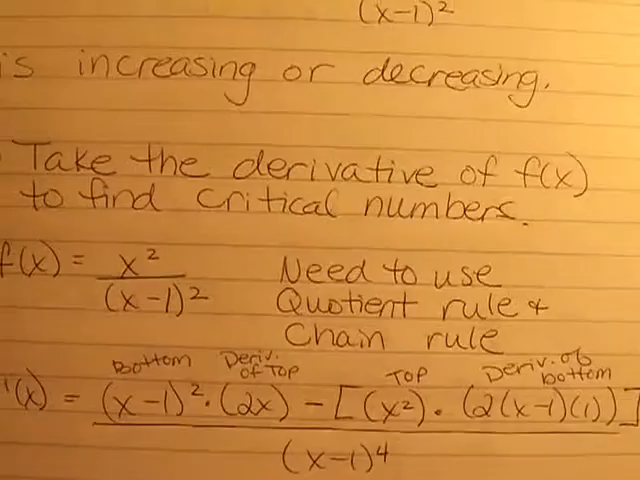 (x-1)²
is increasing or decreasing.
Take the derivative of f(x)
to find critical numbers.
f(x) = x² / (x-1)²
Need to use
Quotient rule &
Chain rule
Bottom Deriv. of Top Top Deriv. of bottom
'(x) = (x-1)²·(2x) - [(x²)·(2(x-1)(1))]
(x-1)⁴